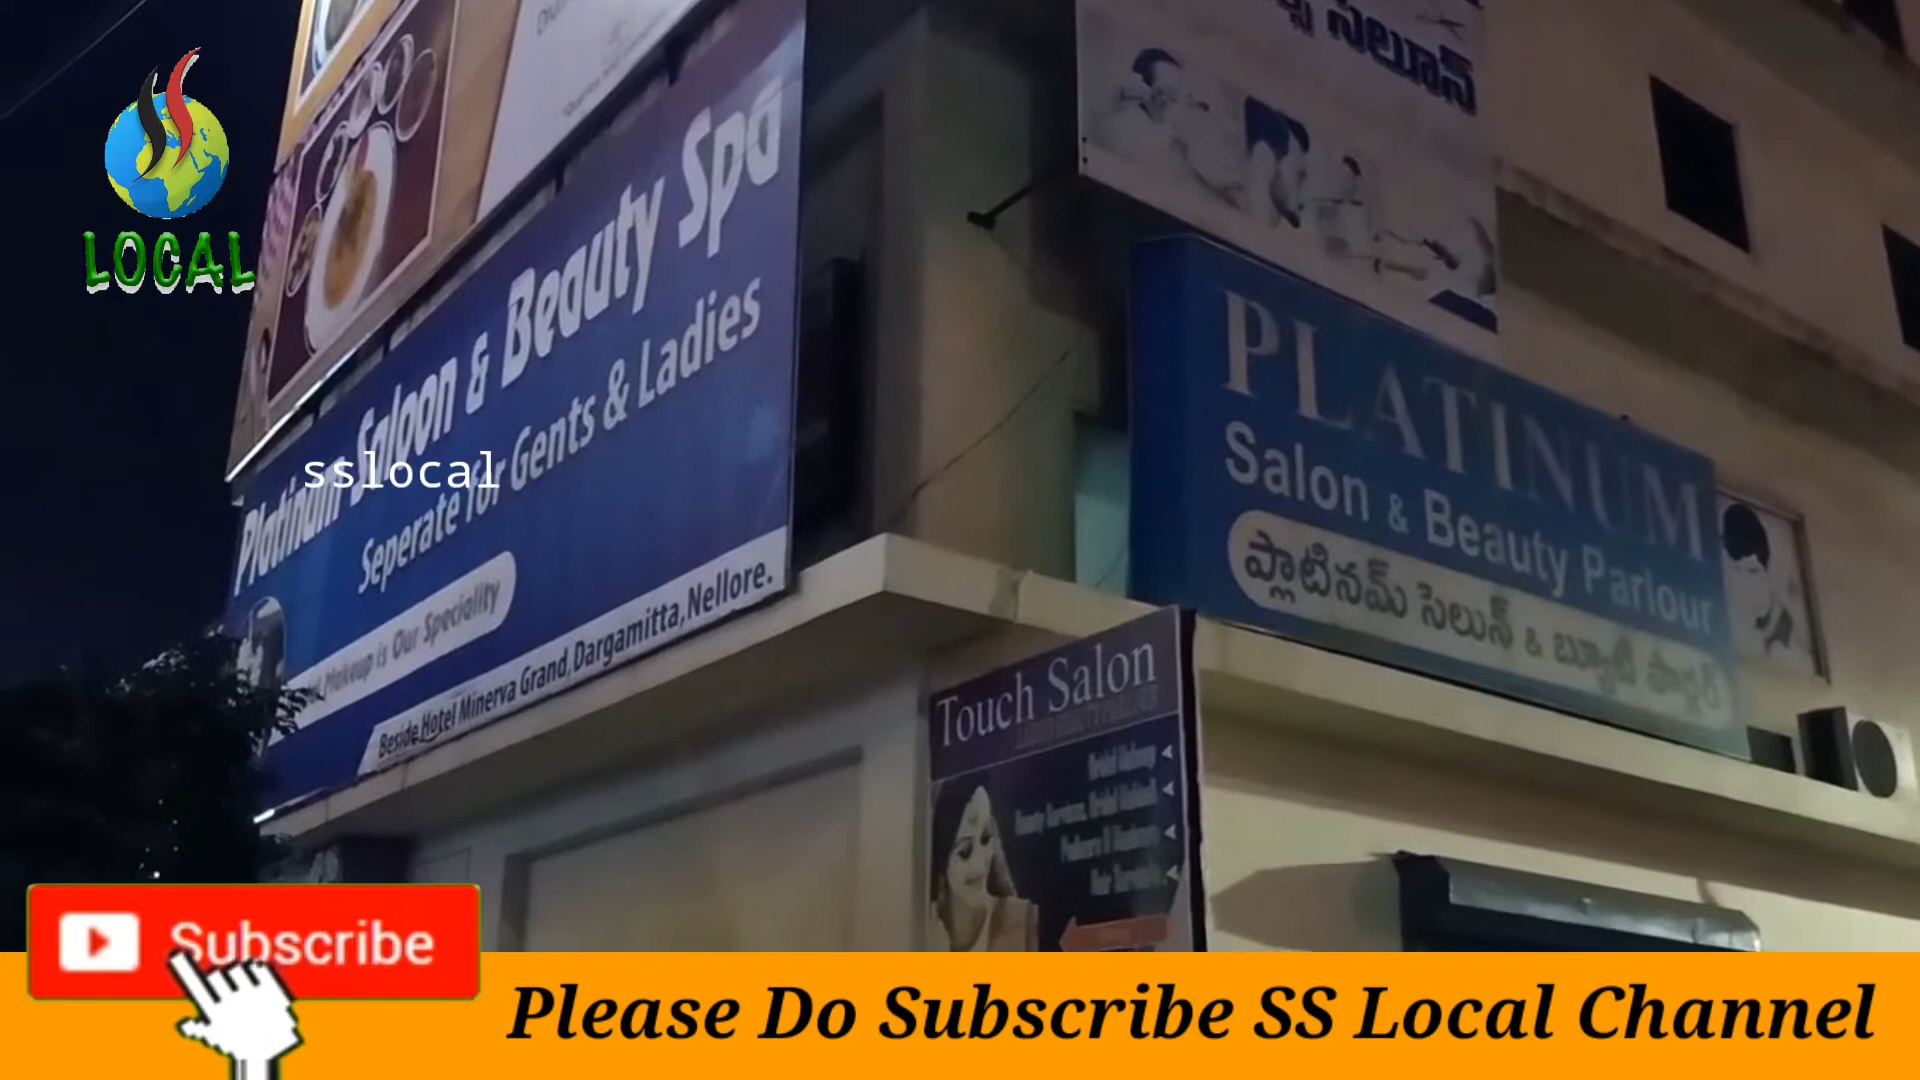 LOCAL
సెలూన్
Platinum Saloon & Beauty Spa
Seperate for Gents & Ladies
Makeup is Our Speciality
Beside Hotel Minerva Grand, Dargamitta, Nellore.
sslocal
PLATINUM
Salon & Beauty Parlour
ప్లాటినమ్ సెలున్ & బ్యూటీ పార్లర్
Touch Salon
Subscribe
Please Do Subscribe SS Local Channel